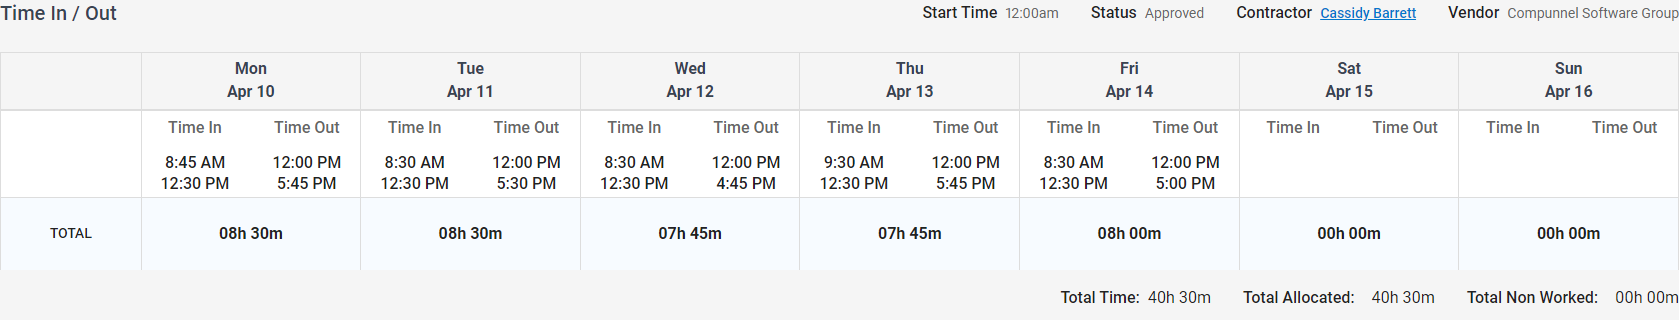 Time In / Out Start Time 12:00am Status Approved Contractor Cassidy Barrett Vendor Compunnel Software Group
Mon Tue Wed Thu Fri Sat Sun
Apr 10 Apr 11 Apr 12 Apr 13 Apr 14 Apr 15 Apr 16
Time In Time Out Time In Time Out Time In Time Out Time In Time Out Time In Time Out Time In Time Out Time In Time Out
8:45 AM 12:00 PM 8:30 AM 12:00 PM 8:30 AM 12:00 PM 9:30 AM 12:00 PM 8:30 AM 12:00 PM
12:30 PM 5:45 PM 12:30 PM 5:30 PM 12:30 PM 4:45 PM 12:30 PM 5:45 PM 12:30 PM 5:00 PM
TOTAL 08h 30m 08h 30m 07h 45m 07h 45m 08h 00m 00h 00m 00h 00m
Total Time: 40h 30m Total Allocated: 40h 30m Total Non Worked: 00h 00m